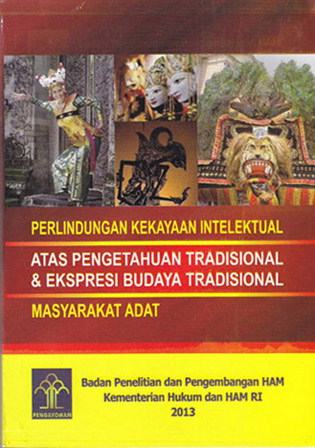 PERLINDUNGAN KEKAYAAN INTELEKTUAL
ATAS PENGETAHUAN TRADISIONAL
& EKSPRESI BUDAYA TRADISIONAL
MASYARAKAT ADAT
PENGAYOMAN
Badan Penelitian dan Pengembangan HAM
Kementerian Hukum dan HAM RI
2013